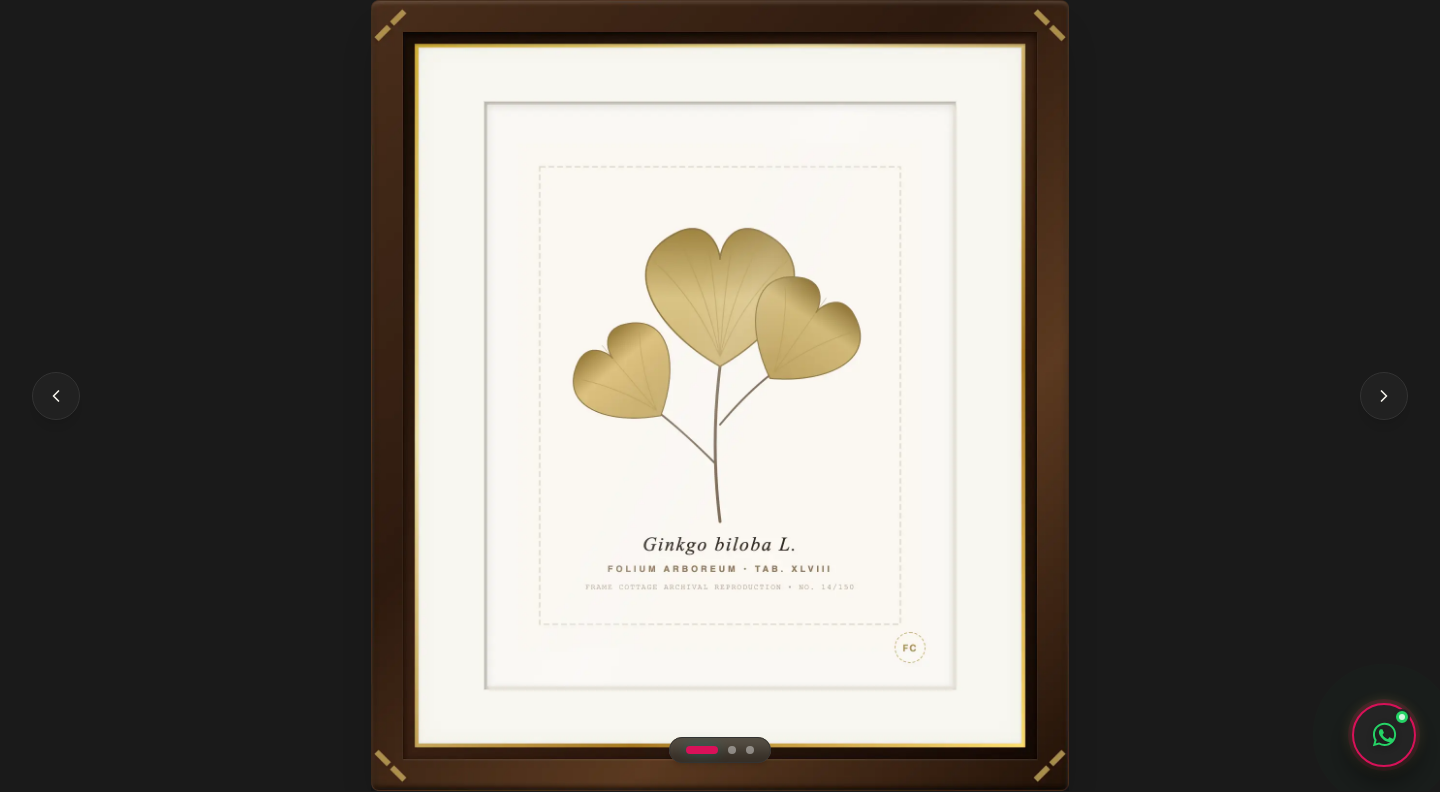 Ginkgo biloba L.
FOLIUM ARBOREUM · TAB. XLVIII
FRAME COTTAGE ARCHIVAL REPRODUCTION • NO. 14/150
FC